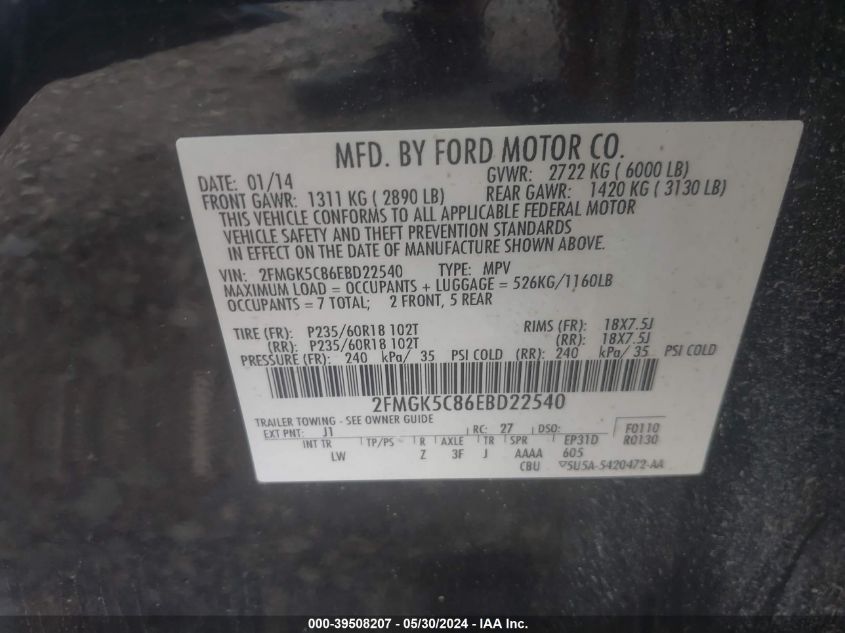 MFD. BY FORD MOTOR CO.
DATE: 01/14 GVWR: 2722 KG ( 6000 LB)
FRONT GAWR: 1311 KG ( 2890 LB) REAR GAWR: 1420 KG ( 3130 LB)
THIS VEHICLE CONFORMS TO ALL APPLICABLE FEDERAL MOTOR
VEHICLE SAFETY AND THEFT PREVENTION STANDARDS
IN EFFECT ON THE DATE OF MANUFACTURE SHOWN ABOVE.
VIN: 2FMGK5C86EBD22540 TYPE: MPV
MAXIMUM LOAD = OCCUPANTS + LUGGAGE = 526KG/1160LB
OCCUPANTS = 7 TOTAL; 2 FRONT, 5 REAR
TIRE (FR): P235/60R18 102T RIMS (FR): 18X7.5J
(RR): P235/60R18 102T (RR): 18X7.5J
PRESSURE (FR): 240 kPa/ 35 PSI COLD (RR): 240 kPa/ 35 PSI COLD
2FMGK5C86EBD22540
TRAILER TOWING - SEE OWNER GUIDE
EXT PNT: J1 RC: 27 DSO: F0110
INT TR TP/PS R AXLE TR SPR EP31D R0130
LW Z 3F J AAAA 605
CBU 5U5A-5420472-AA
000-39508207 - 05/30/2024 - IAA Inc.